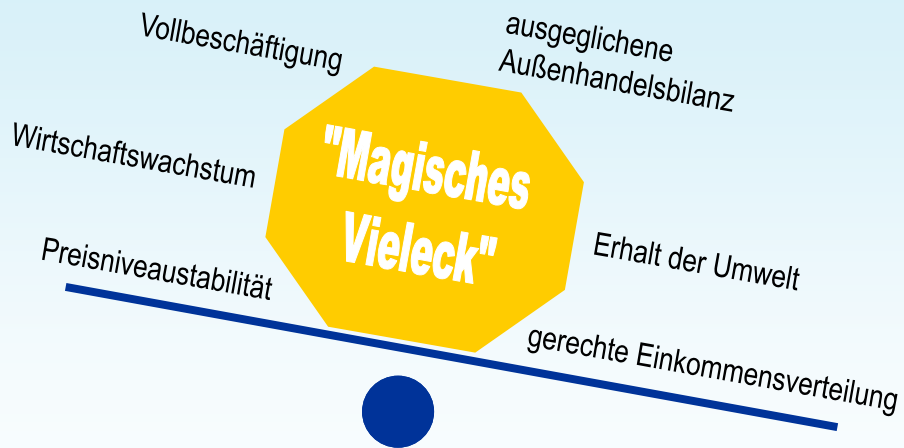 Vollbeschäftigung
ausgeglichene
Außenhandelsbilanz
Wirtschaftswachstum
"Magisches
Vieleck"
Erhalt der Umwelt
Preisniveaustabilität
gerechte Einkommensverteilung